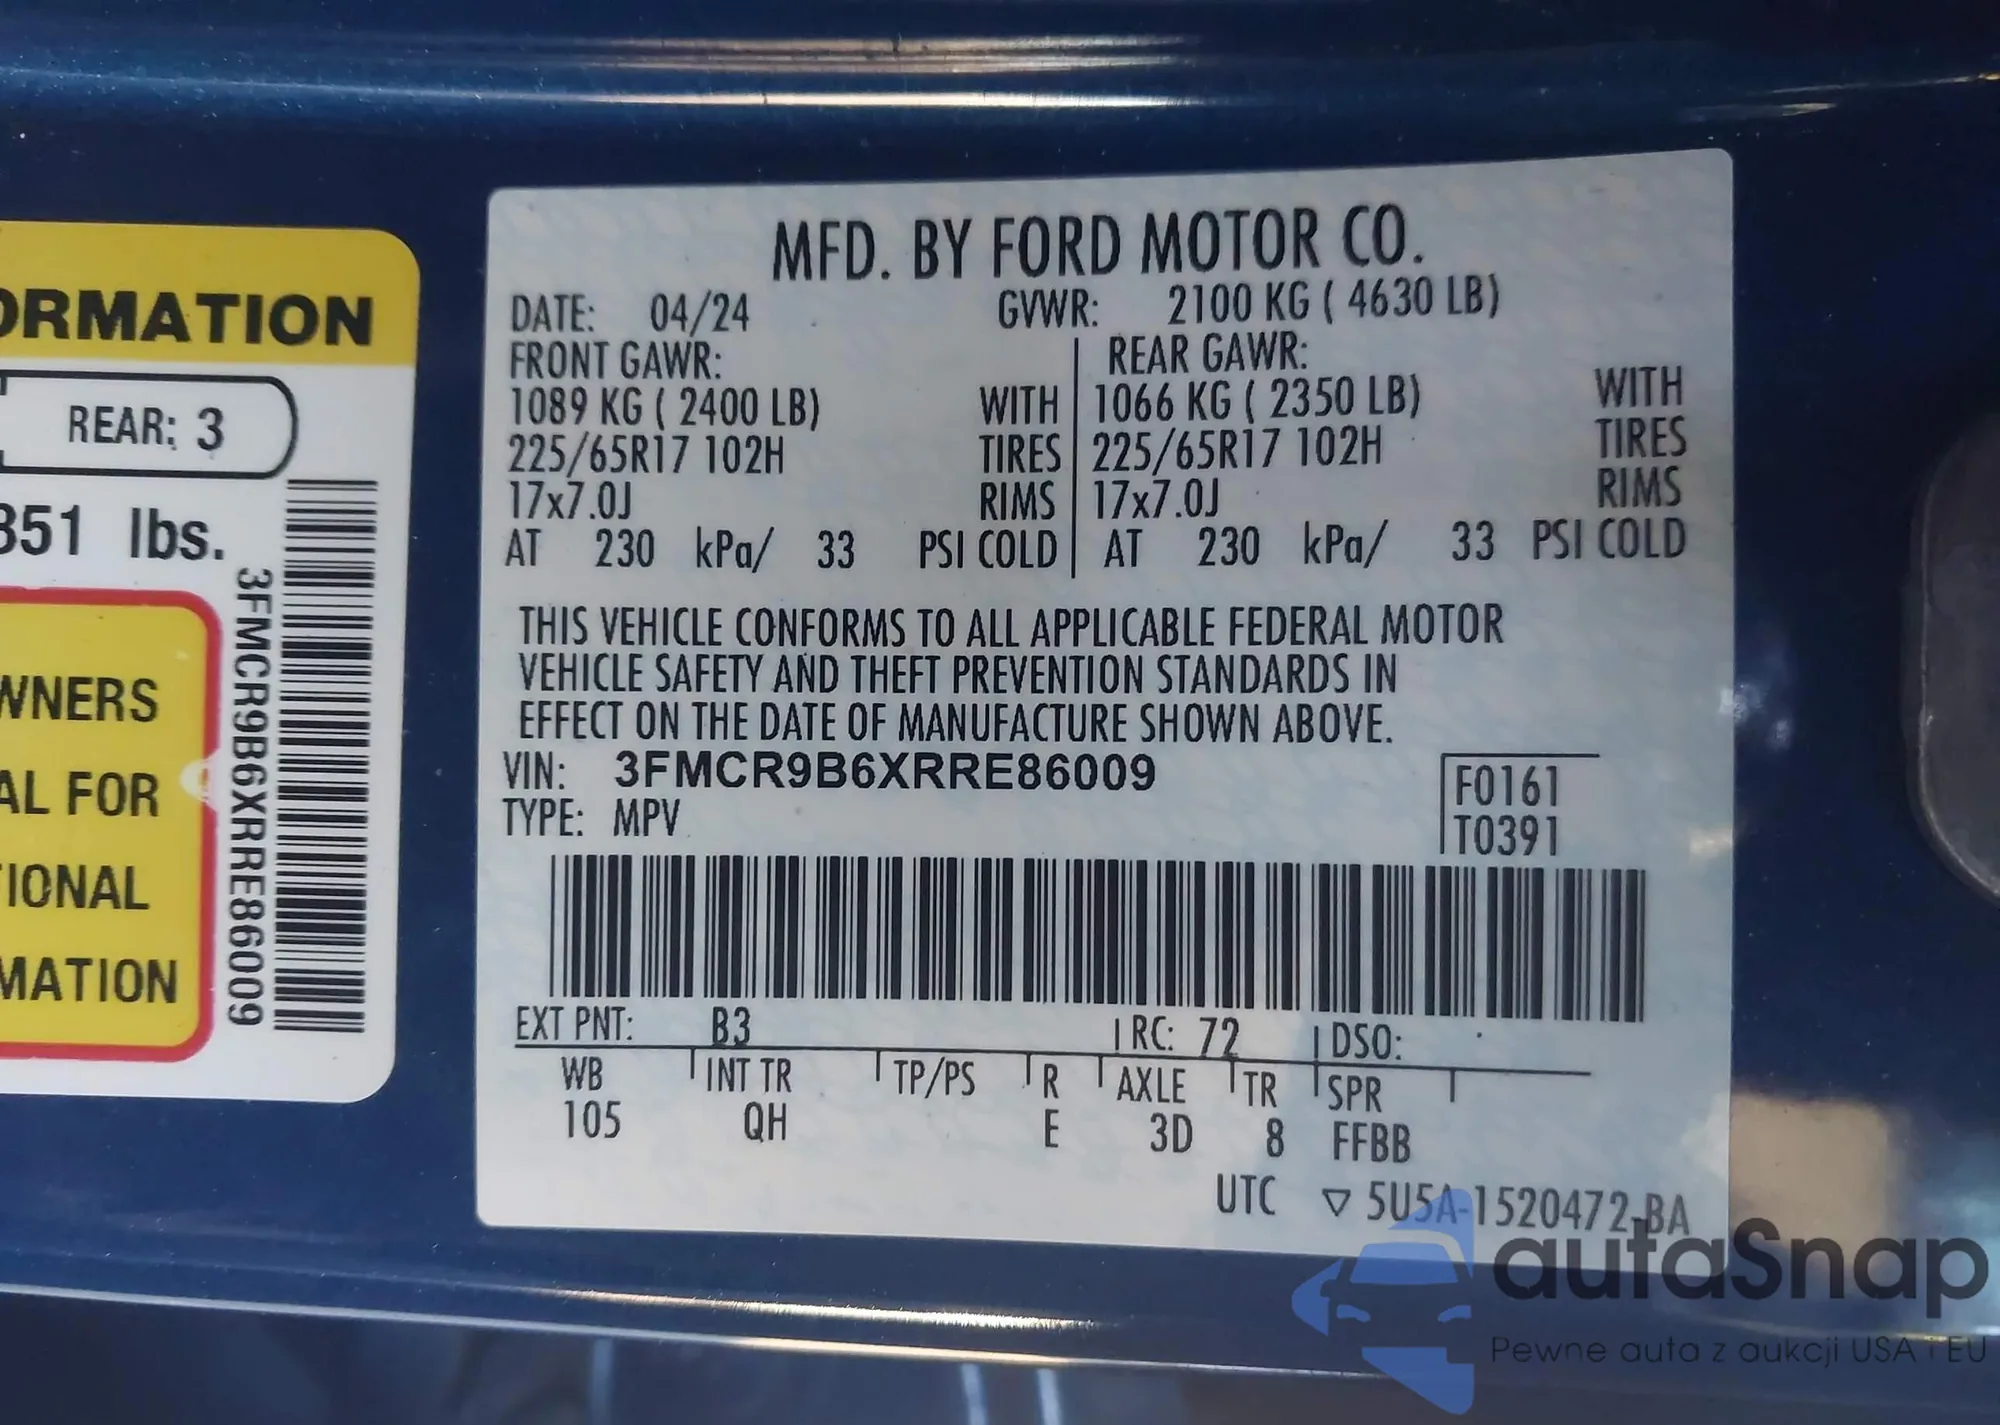 ORMATION
REAR: 3
351 lbs.
WNERS
AL FOR
IONAL
MATION
3FMCR9B6XRRE86009
MFD. BY FORD MOTOR CO.
DATE: 04/24 GVWR: 2100 KG ( 4630 LB)
FRONT GAWR: REAR GAWR:
1089 KG ( 2400 LB) WITH 1066 KG ( 2350 LB) WITH
225/65R17 102H TIRES 225/65R17 102H TIRES
17x7.0J RIMS 17x7.0J RIMS
AT 230 kPa/ 33 PSI COLD AT 230 kPa/ 33 PSI COLD
THIS VEHICLE CONFORMS TO ALL APPLICABLE FEDERAL MOTOR
VEHICLE SAFETY AND THEFT PREVENTION STANDARDS IN
EFFECT ON THE DATE OF MANUFACTURE SHOWN ABOVE.
VIN: 3FMCR9B6XRRE86009 F0161
TYPE: MPV T0391
EXT PNT: B3 RC: 72 DSO:
WB INT TR TP/PS R AXLE TR SPR
105 QH E 3D 8 FFBB
UTC ▽ 5U5A-1520472-BA
autaSnap
Pewne auta z aukcji USA i EU